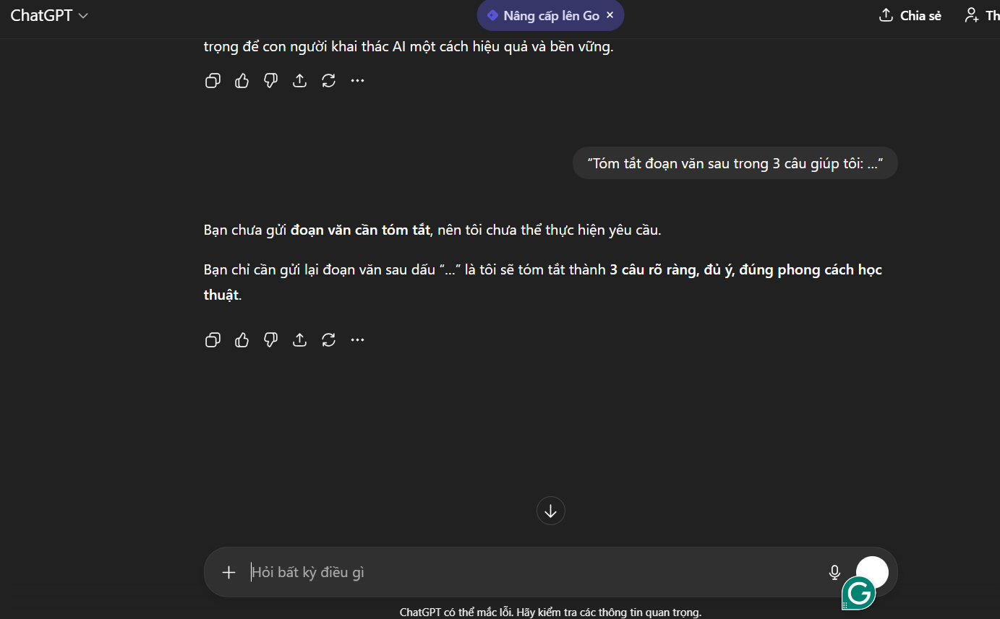 ChatGPT
Nâng cấp lên Go
Chia sẻ
Th
trọng để con người khai thác AI một cách hiệu quả và bền vững.
“Tóm tắt đoạn văn sau trong 3 câu giúp tôi: …”
Bạn chưa gửi đoạn văn cần tóm tắt, nên tôi chưa thể thực hiện yêu cầu.
Bạn chỉ cần gửi lại đoạn văn sau dấu “…” là tôi sẽ tóm tắt thành 3 câu rõ ràng, đủ ý, đúng phong cách học
thuật.
Hỏi bất kỳ điều gì
G
ChatGPT có thể mắc lỗi. Hãy kiểm tra các thông tin quan trọng.